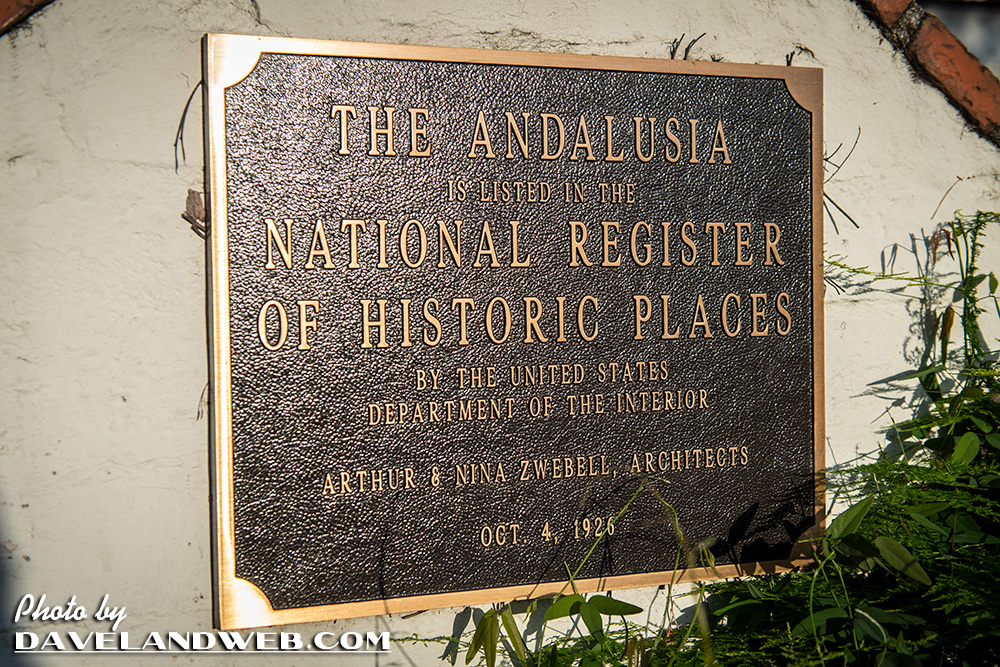 THE ANDALUSIA
IS LISTED IN THE
NATIONAL REGISTER
OF HISTORIC PLACES
BY THE UNITED STATES
DEPARTMENT OF THE INTERIOR
ARTHUR & NINA ZWEBELL, ARCHITECTS
OCT. 4, 1926
Photo by
DAVELANDWEB.COM